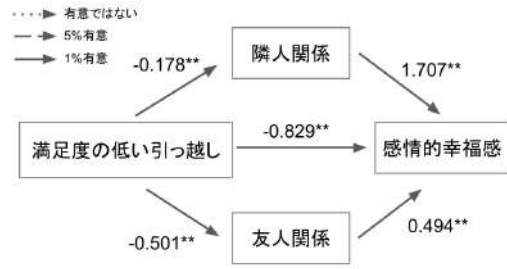 有意ではない
5%有意
1%有意
-0.178**
隣人関係
1.707**
満足度の低い引っ越し
-0.829**
感情的幸福感
-0.501**
友人関係
0.494**